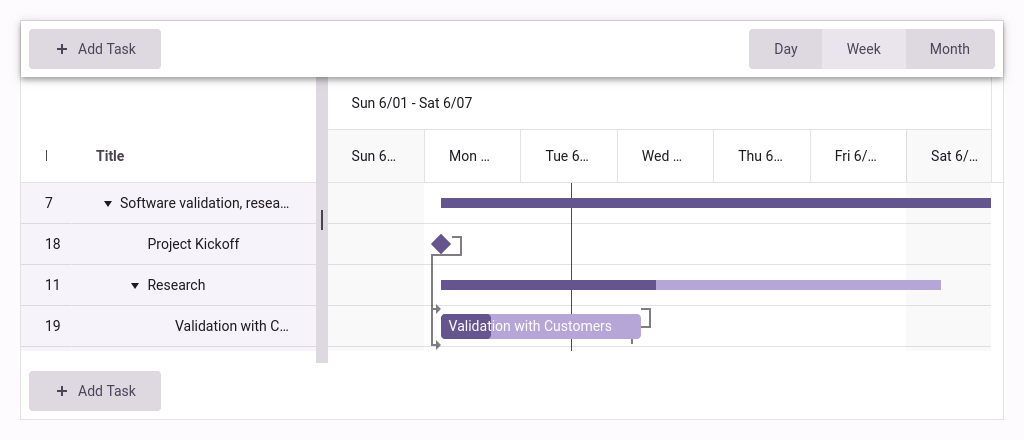 Add Task
Day Week Month
Sun 6/01 - Sat 6/07
Title
Sun 6… Mon … Tue 6… Wed … Thu 6… Fri 6/… Sat 6/…
7 Software validation, resea…
18 Project Kickoff
11 Research
19 Validation with C… Validation with Customers
Add Task